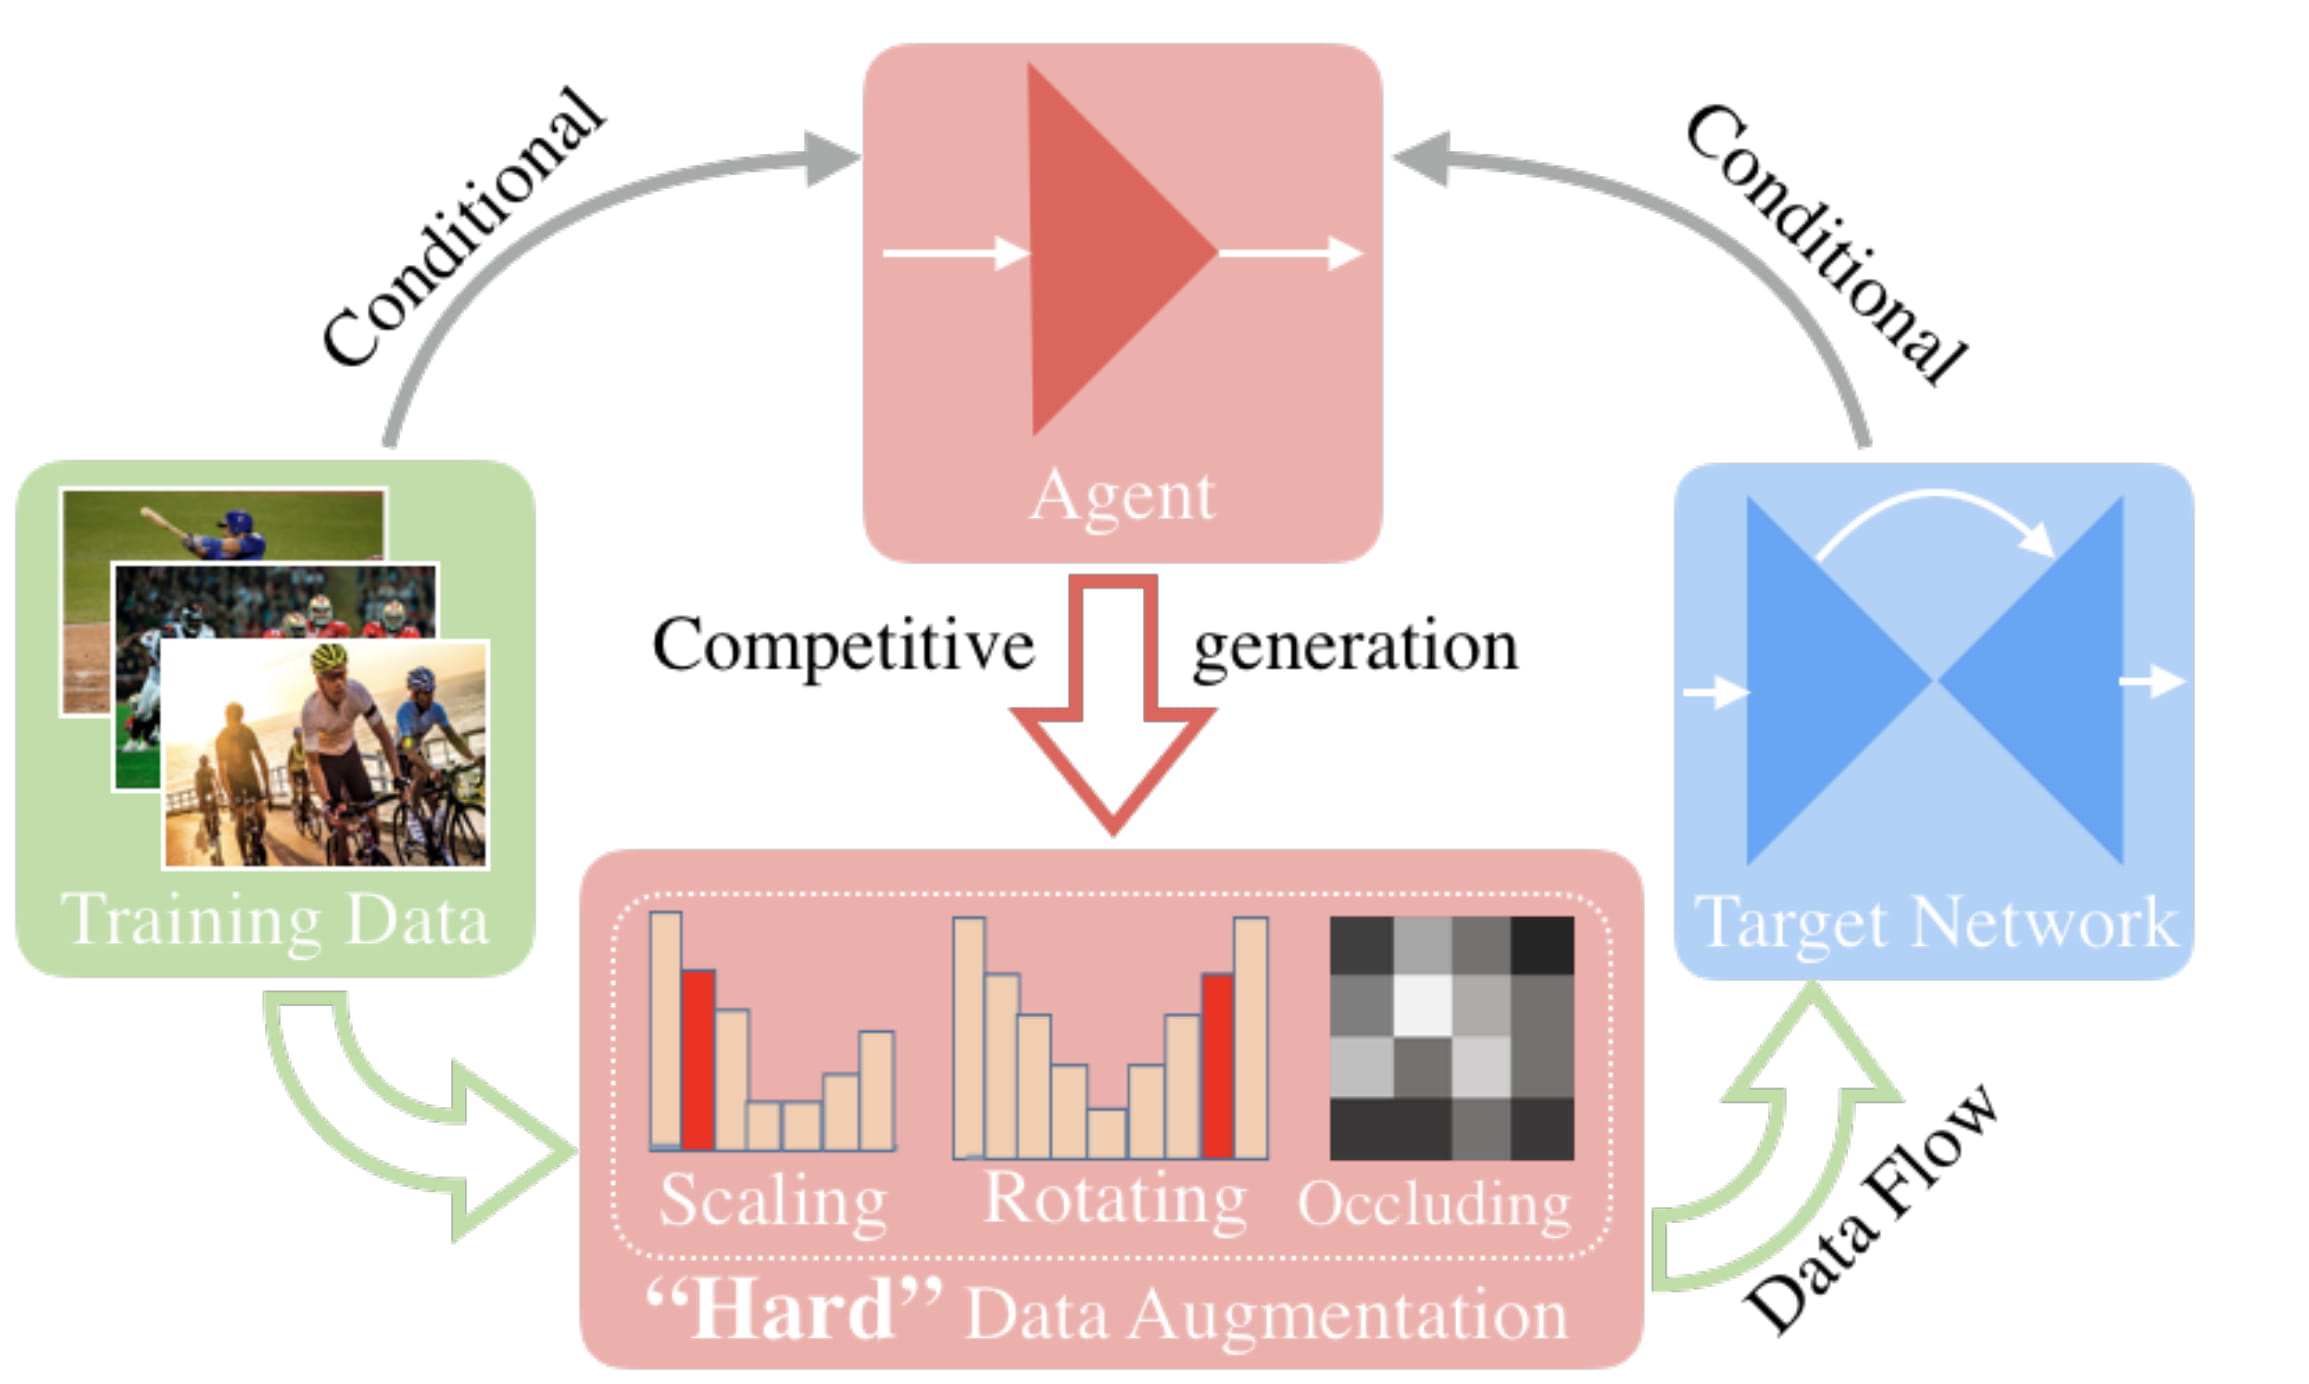 Conditional
Conditional
Agent
Competitive generation
Training Data
Target Network
Scaling
Rotating
Occluding
“Hard” Data Augmentation
Data Flow